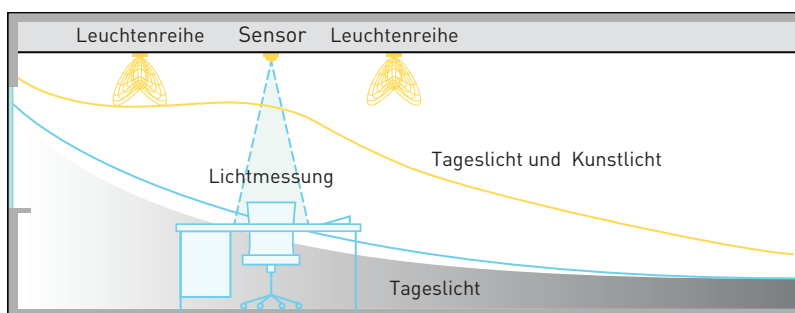 Leuchtenreihe Sensor Leuchtenreihe
Tageslicht und Kunstlicht
Lichtmessung
Tageslicht